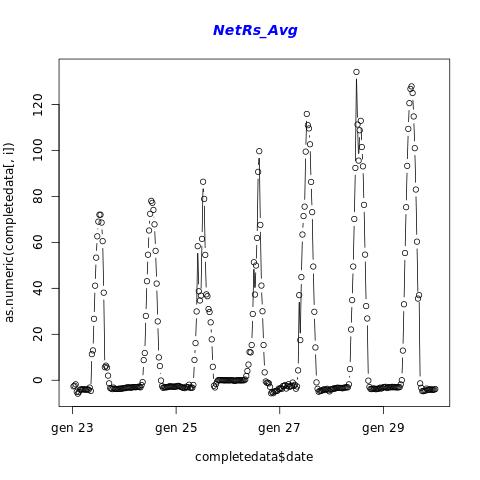 NetRs_Avg
as.numeric(completedata[, i])
120
100
80
60
40
20
0
gen 23
gen 25
gen 27
gen 29
completedata$date